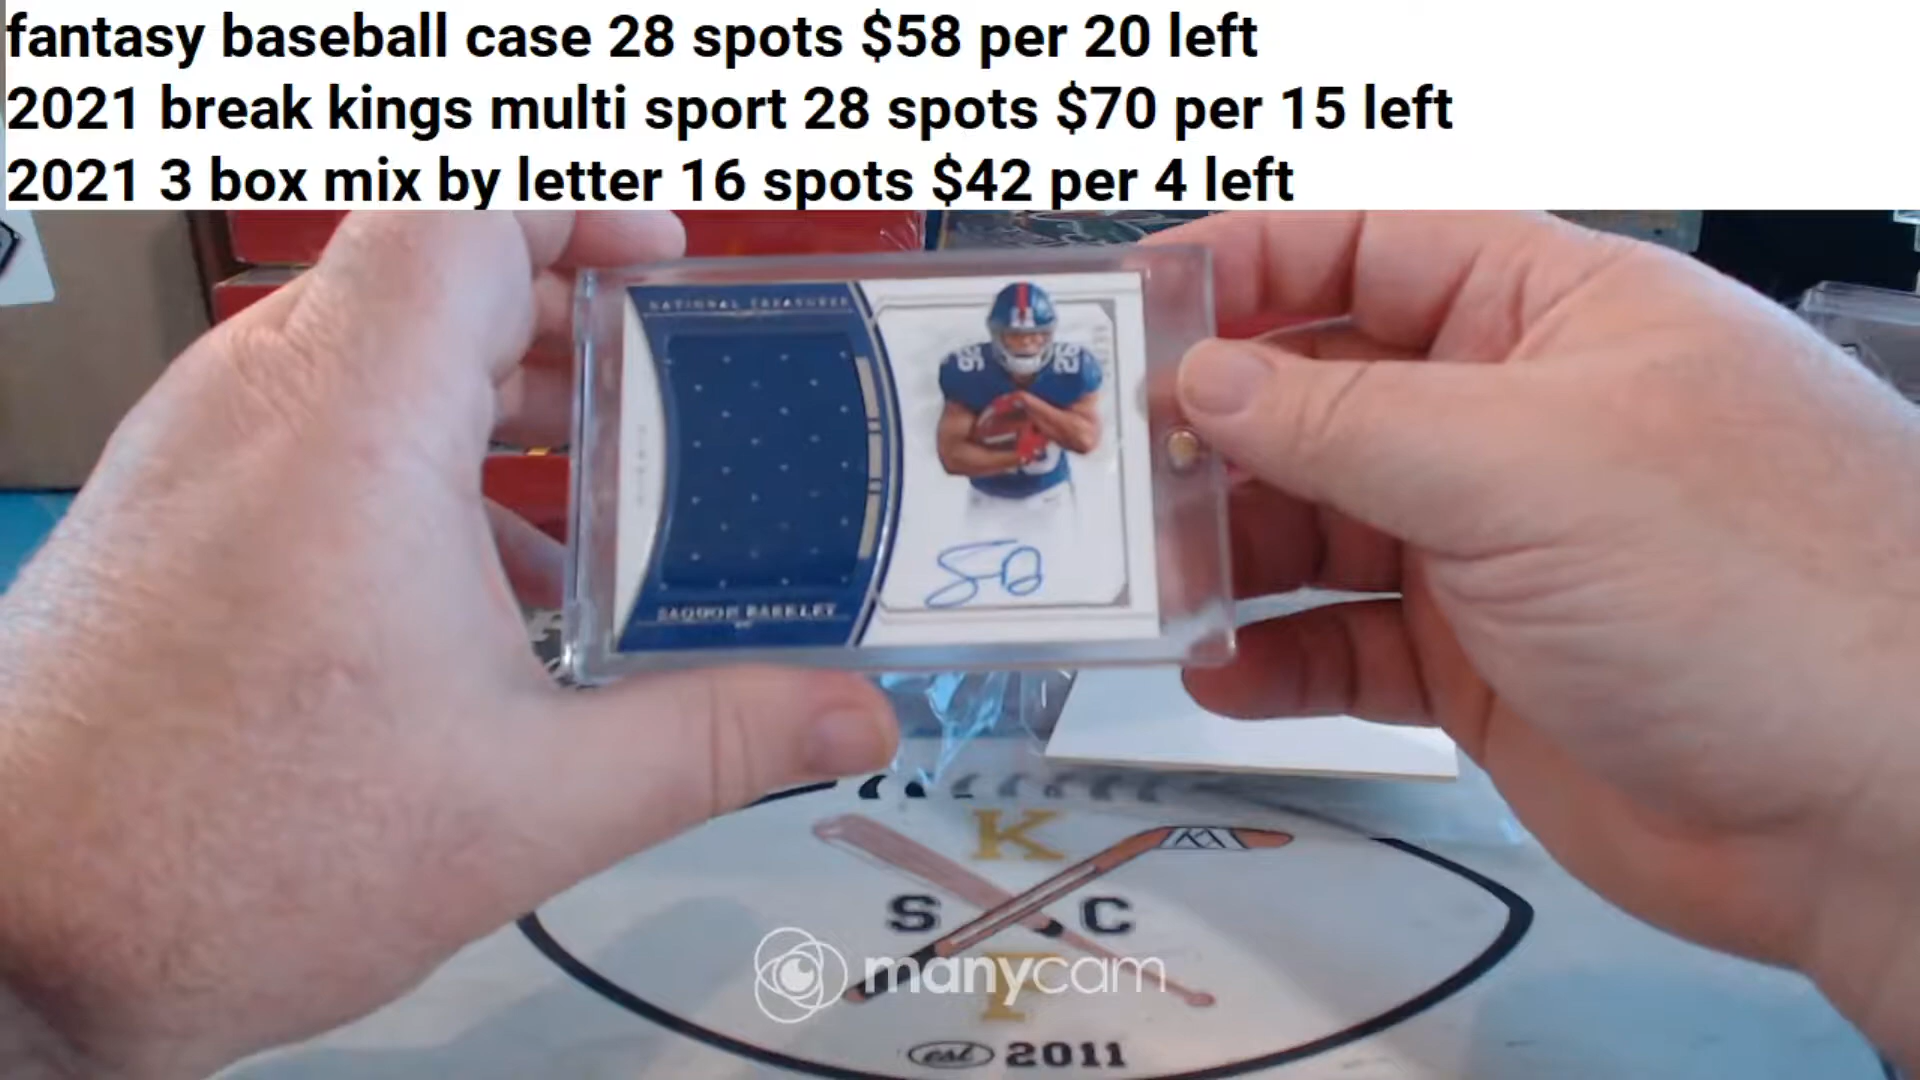 fantasy baseball case 28 spots $58 per 20 left
2021 break kings multi sport 28 spots $70 per 15 left
2021 3 box mix by letter 16 spots $42 per 4 left
NATIONAL TREASURES
26
26
SAQUON BARKLEY
K
S C
F
manycam
est 2011